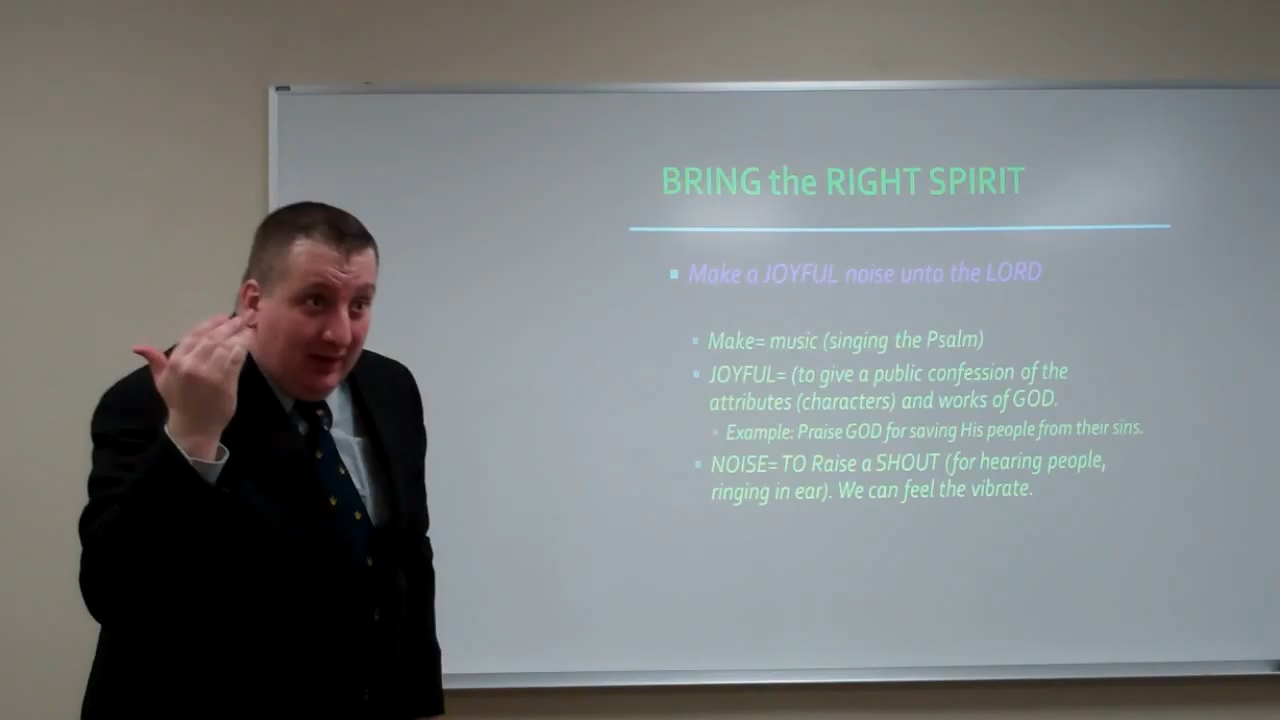 BRING the RIGHT SPIRIT
Make a JOYFUL noise unto the LORD
Make= music (singing the Psalm)
JOYFUL= (to give a public confession of the
attributes (characters) and works of GOD.
Example: Praise GOD for saving His people from their sins.
NOISE= TO Raise a SHOUT (for hearing people,
ringing in ear). We can feel the vibrate.